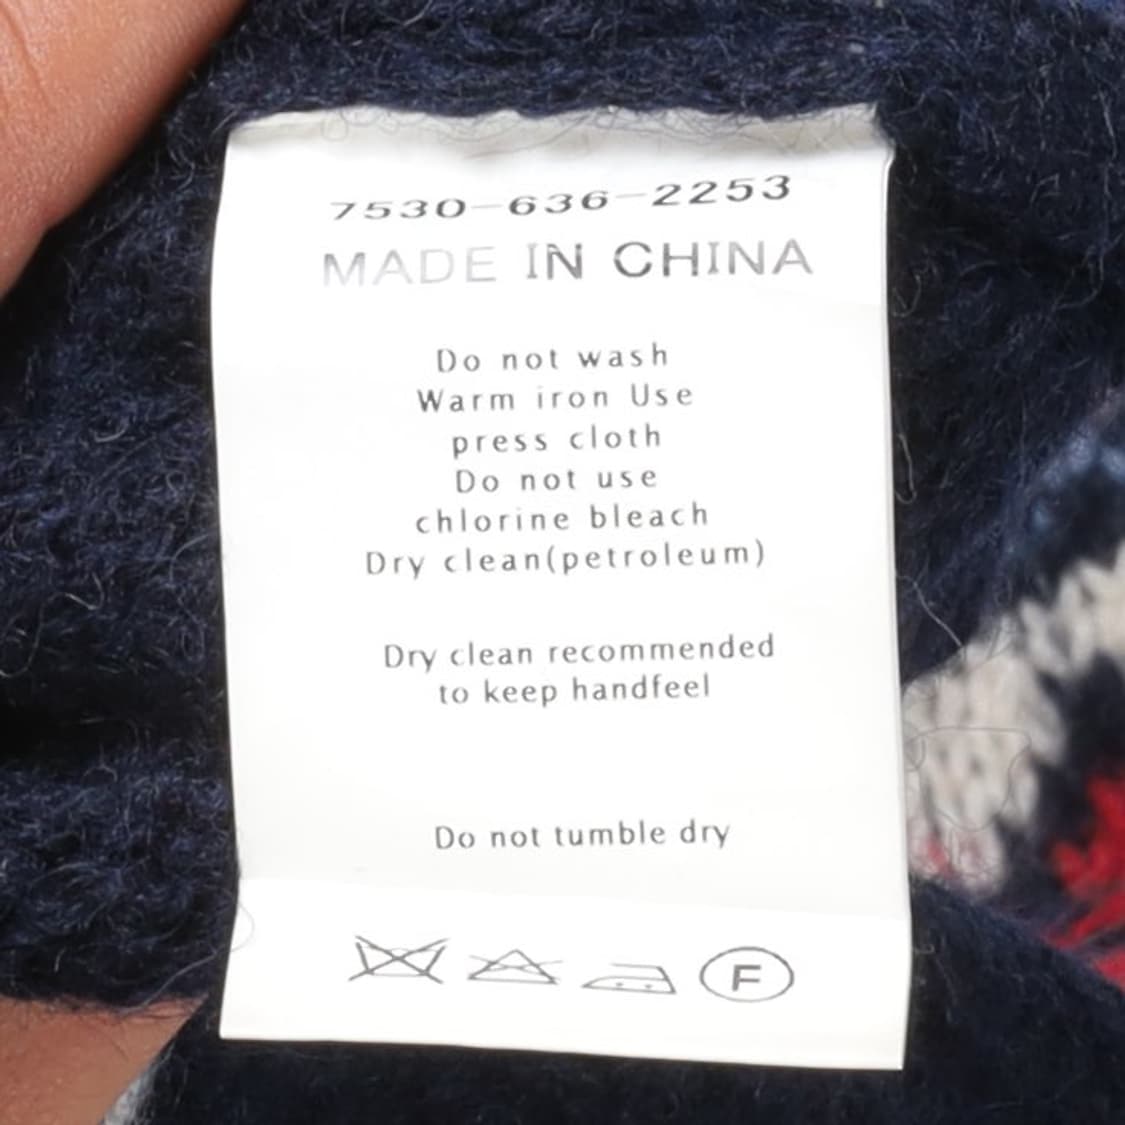 7530-636-2253
MADE IN CHINA
Do not wash
Warm iron Use
press cloth
Do not use
chlorine bleach
Dry clean(petroleum)
Dry clean recommended
to keep handfeel
Do not tumble dry
F